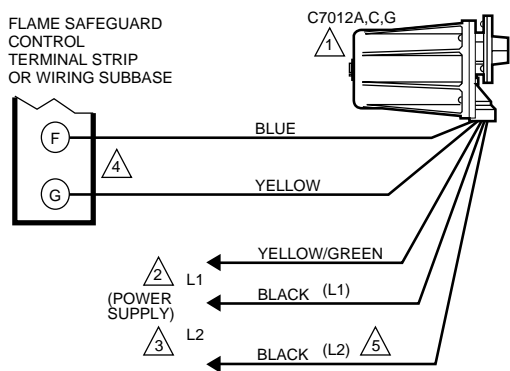 FLAME SAFEGUARD
CONTROL
TERMINAL STRIP
OR WIRING SUBBASE
C7012A,C,G
1
F
BLUE
4
G
YELLOW
YELLOW/GREEN
2
L1
(POWER
SUPPLY)
BLACK (L1)
3
L2
BLACK (L2)
5